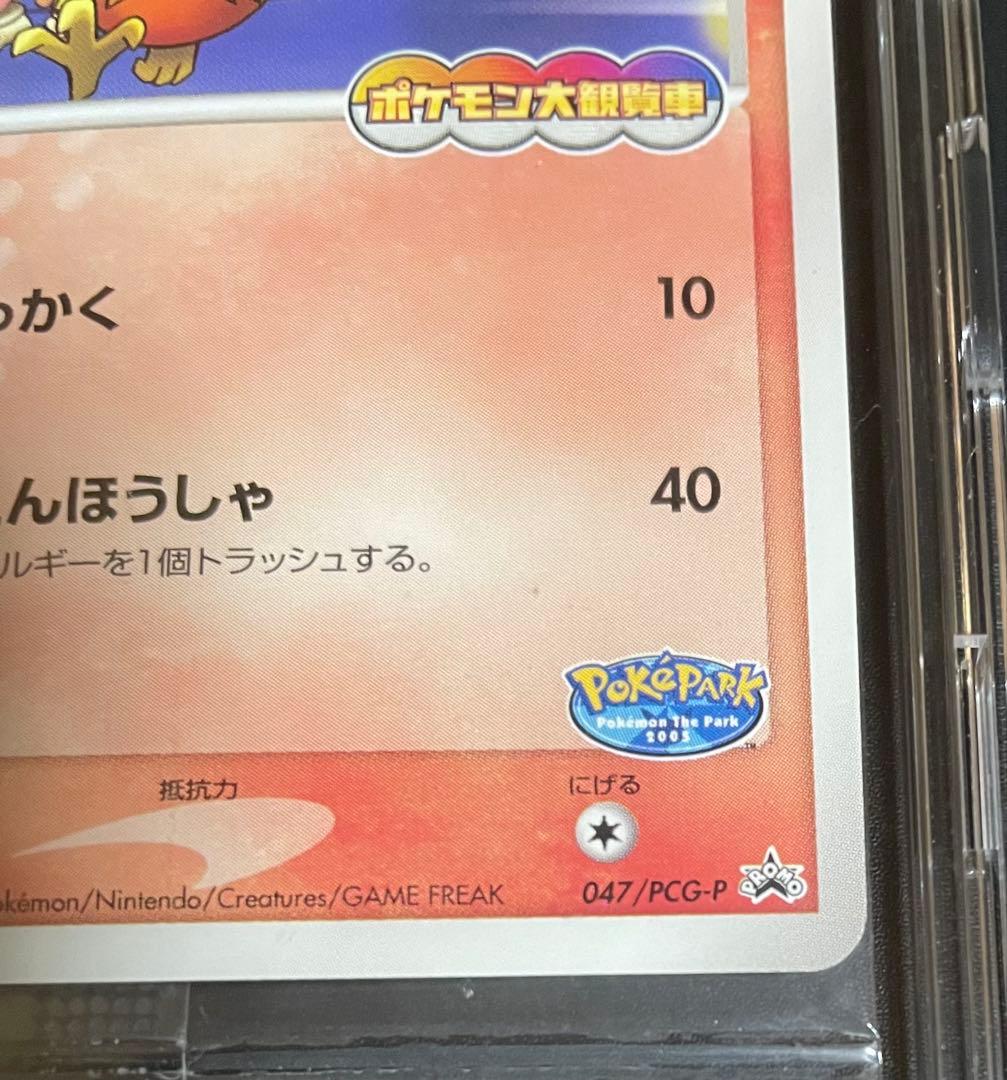 ポケモン大観覧車
っかく 10
んほうしゃ 40
ルギーを1個トラッシュする。
POKéPARK
Pokémon The Park
2005
TM
抵抗力 にげる
okémon/Nintendo/Creatures/GAME FREAK 047/PCG-P PROMO